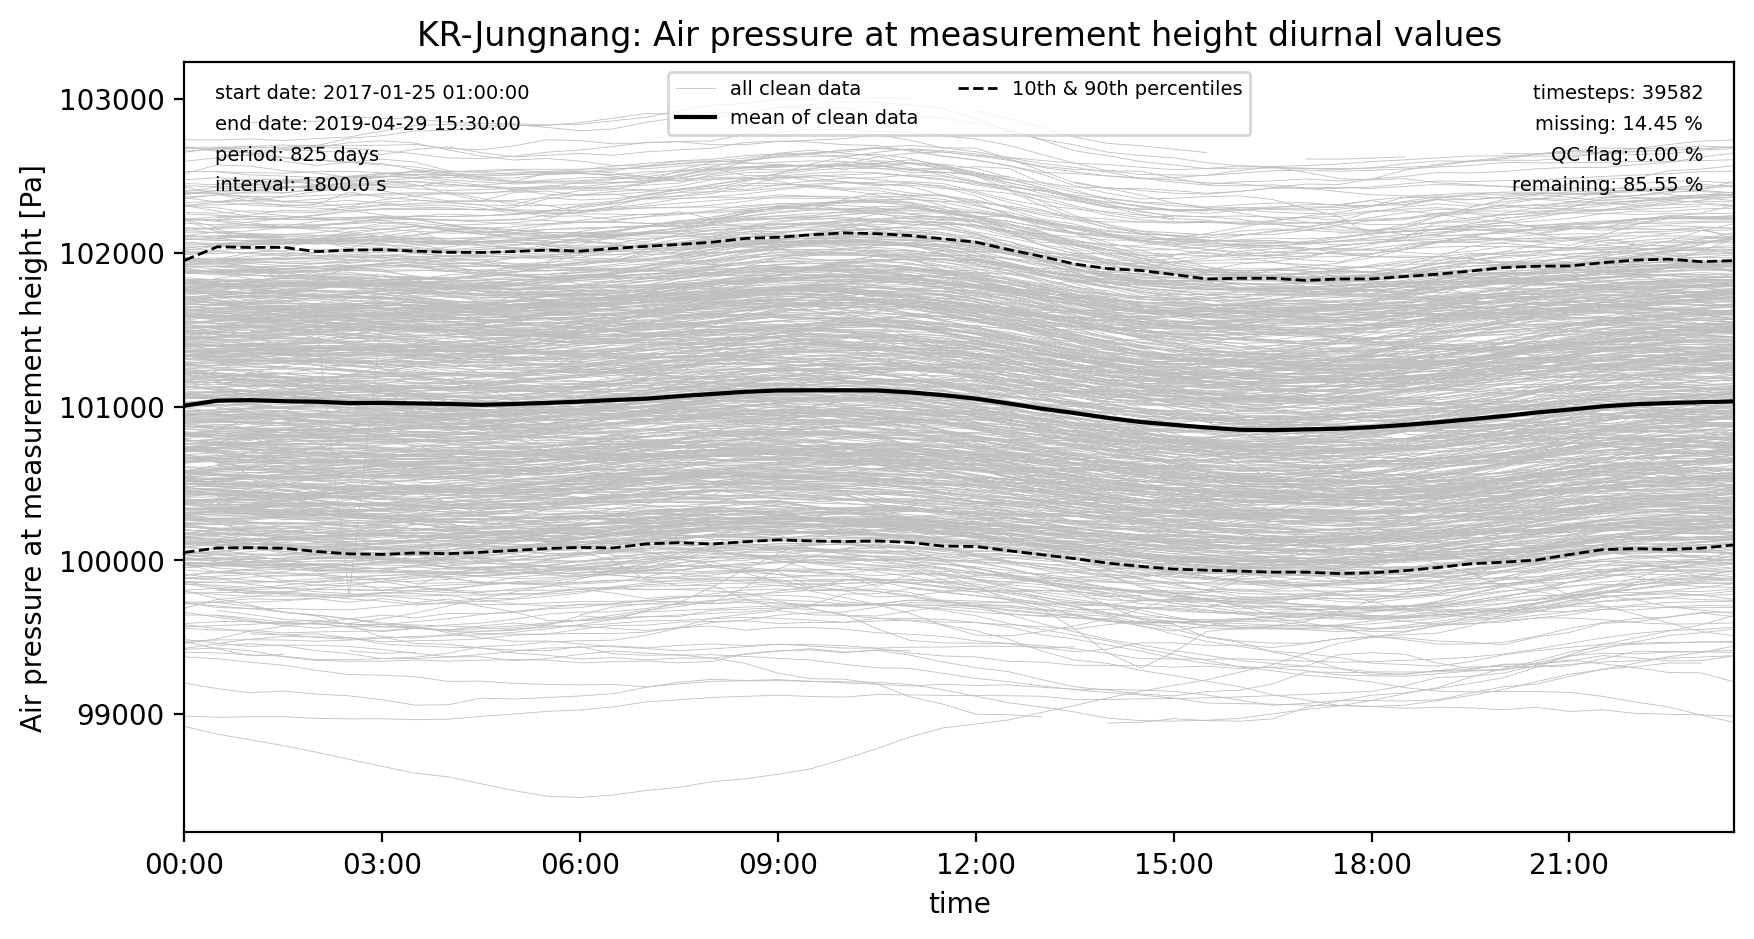 KR-Jungnang: Air pressure at measurement height diurnal values
start date: 2017-01-25 01:00:00
end date: 2019-04-29 15:30:00
period: 825 days
interval: 1800.0 s
all clean data
mean of clean data
10th & 90th percentiles
timesteps: 39582
missing: 14.45 %
QC flag: 0.00 %
remaining: 85.55 %
Air pressure at measurement height [Pa]
103000
102000
101000
100000
99000
00:00 03:00 06:00 09:00 12:00 15:00 18:00 21:00
time